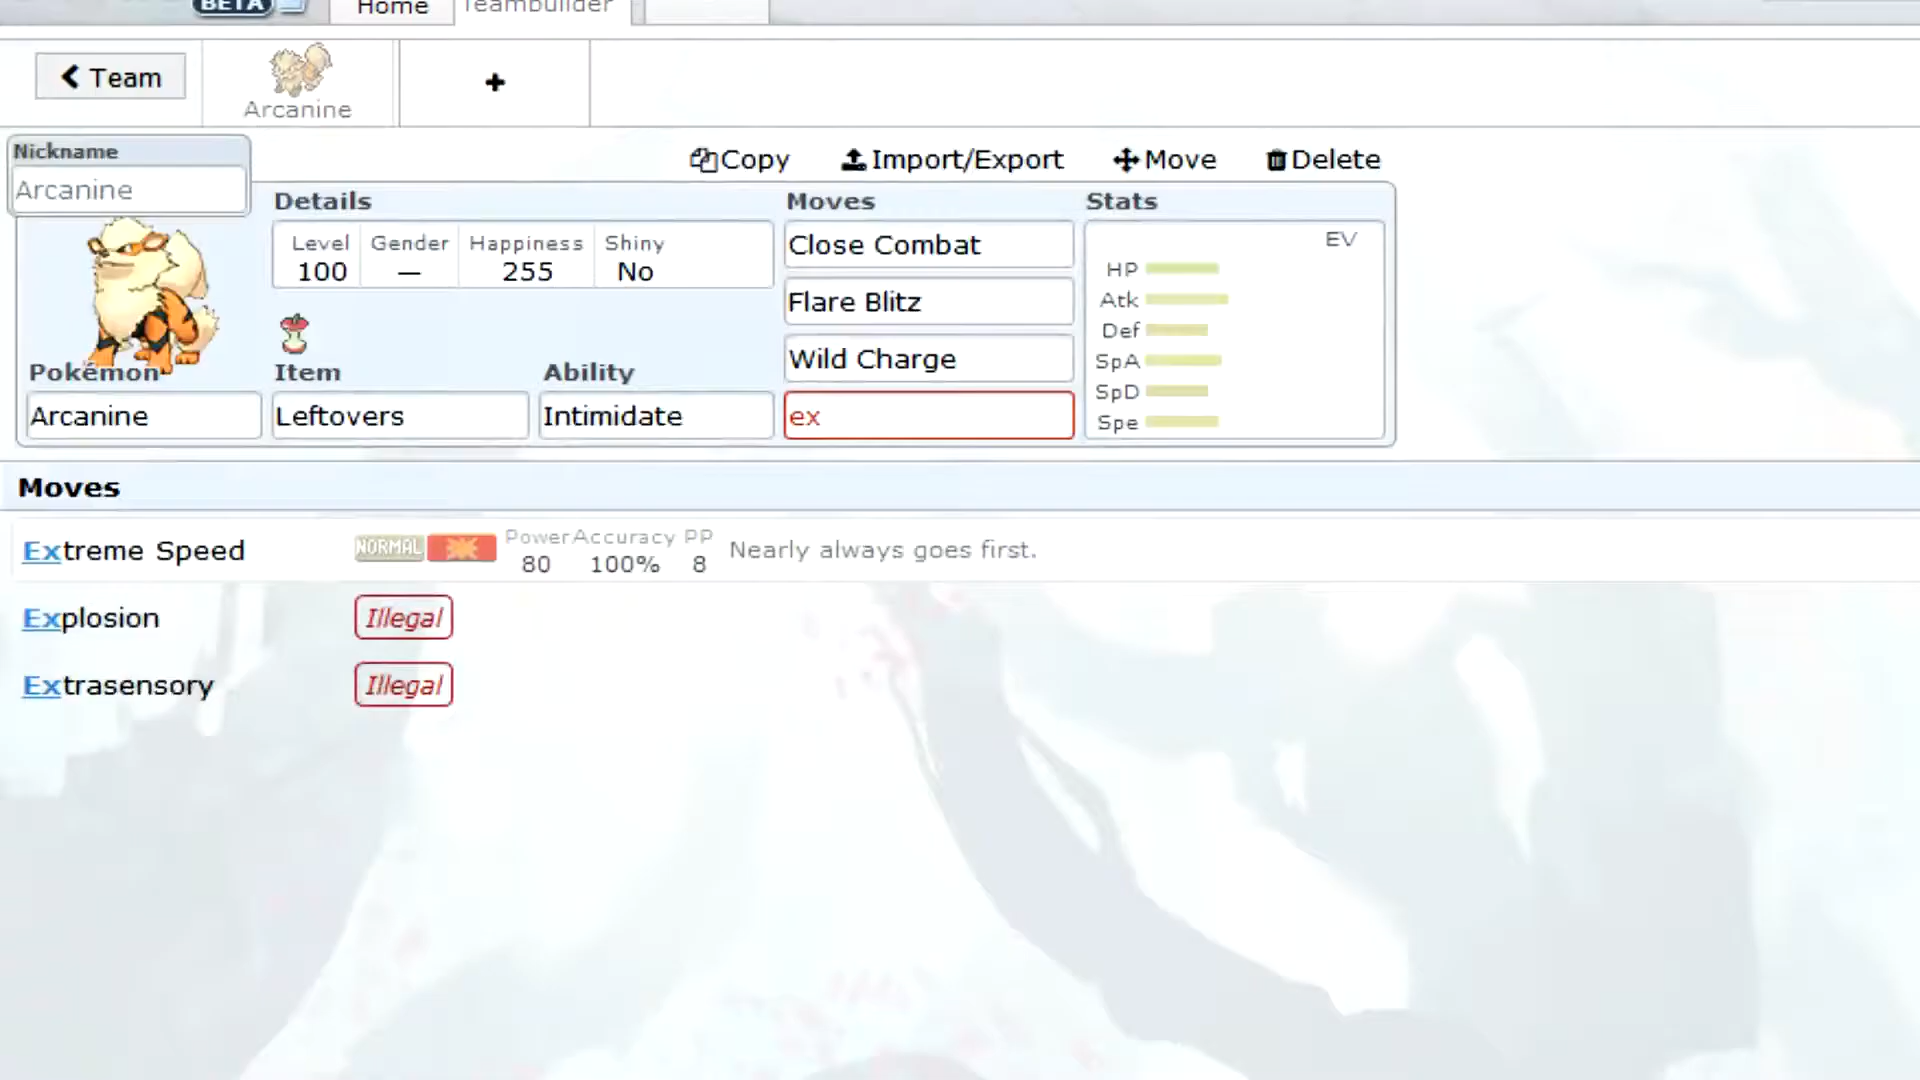 BETA
Home
Teambuilder
Team
Arcanine
+
Nickname
Arcanine
Copy
Import/Export
Move
Delete
Details
Moves
Stats
Level
100
Gender
—
Happiness
255
Shiny
No
Close Combat
Flare Blitz
Wild Charge
ex
EV
HP
Atk
Def
SpA
SpD
Spe
Pokémon
Item
Ability
Arcanine
Leftovers
Intimidate
Moves
Extreme Speed
NORMAL
Power
80
Accuracy
100%
PP
8
Nearly always goes first.
Explosion
Illegal
Extrasensory
Illegal